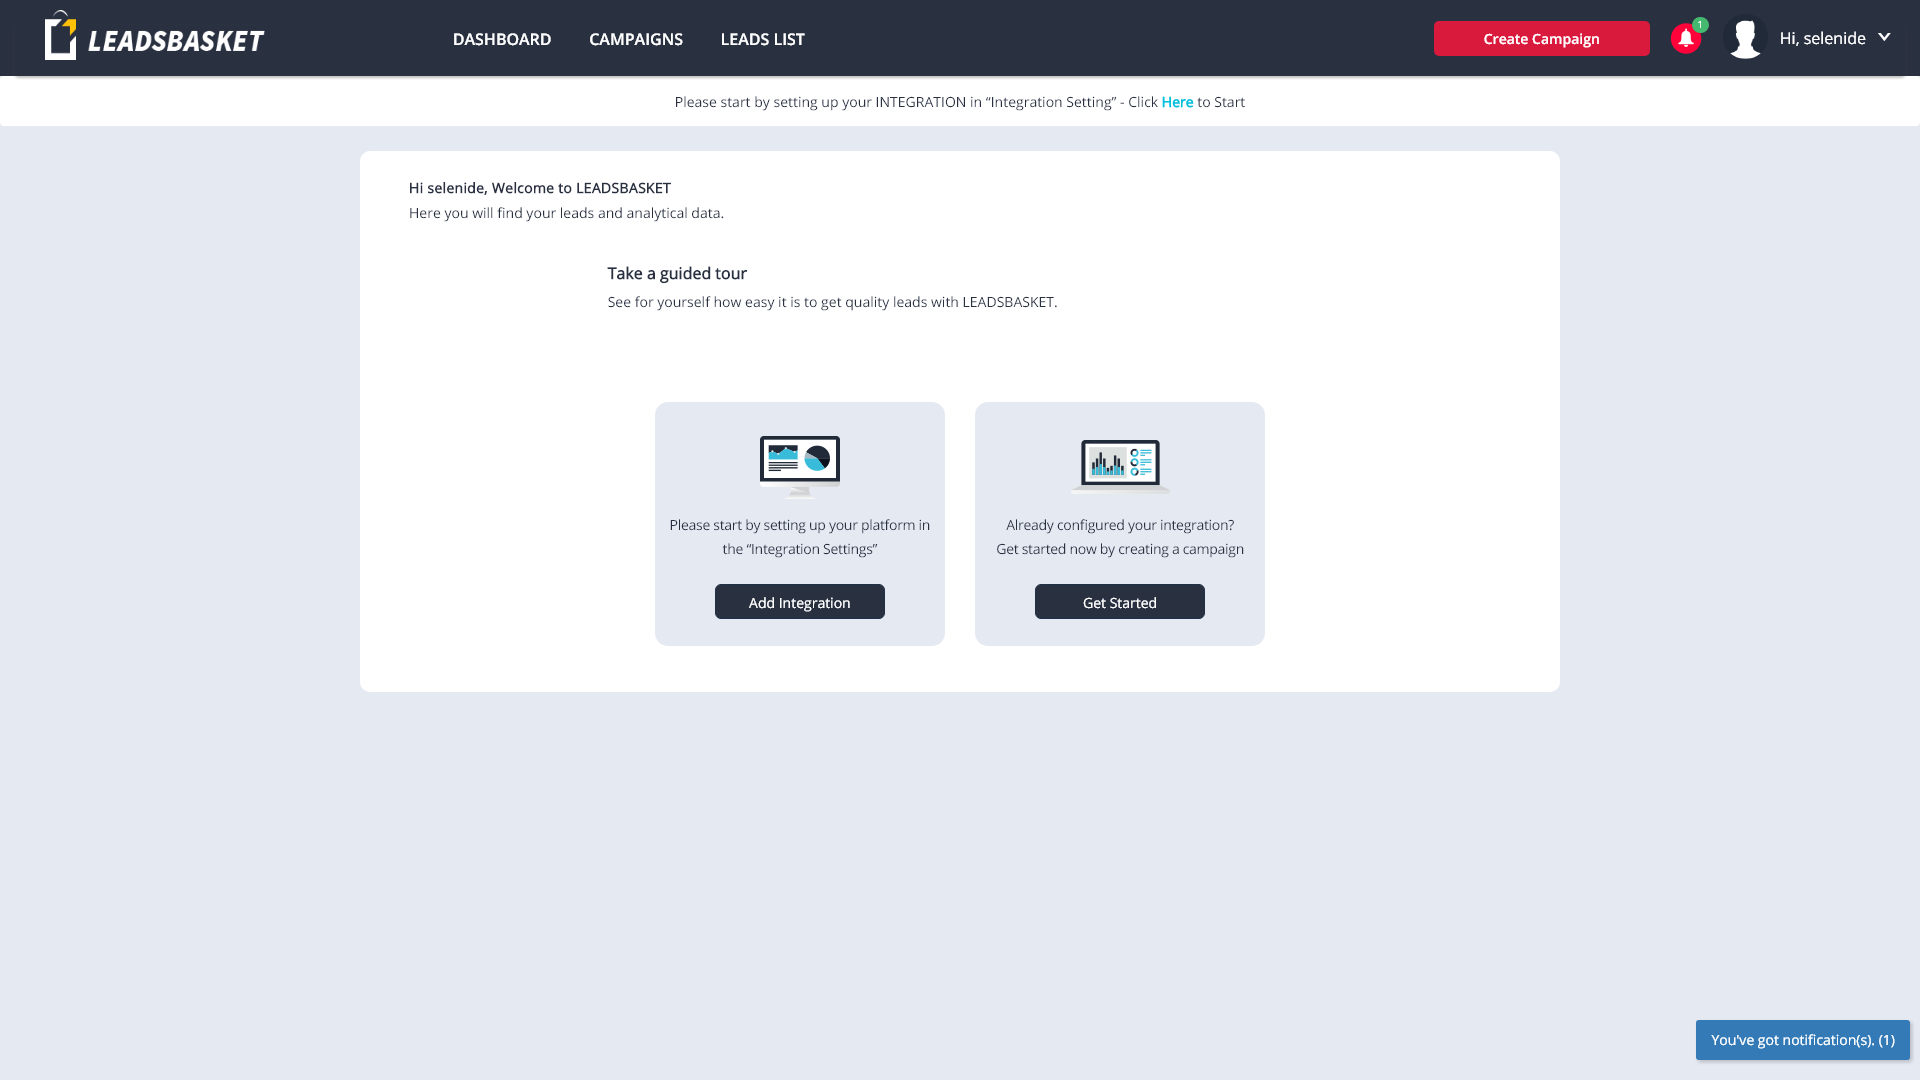 LEADSBASKET
DASHBOARD
CAMPAIGNS
LEADS LIST
Create Campaign
1
Hi, selenide
Please start by setting up your INTEGRATION in “Integration Setting” - Click Here to Start
Hi selenide, Welcome to LEADSBASKET
Here you will find your leads and analytical data.
Take a guided tour
See for yourself how easy it is to get quality leads with LEADSBASKET.
Please start by setting up your platform in
the “Integration Settings”
Add Integration
Already configured your integration?
Get started now by creating a campaign
Get Started
You've got notification(s). (1)